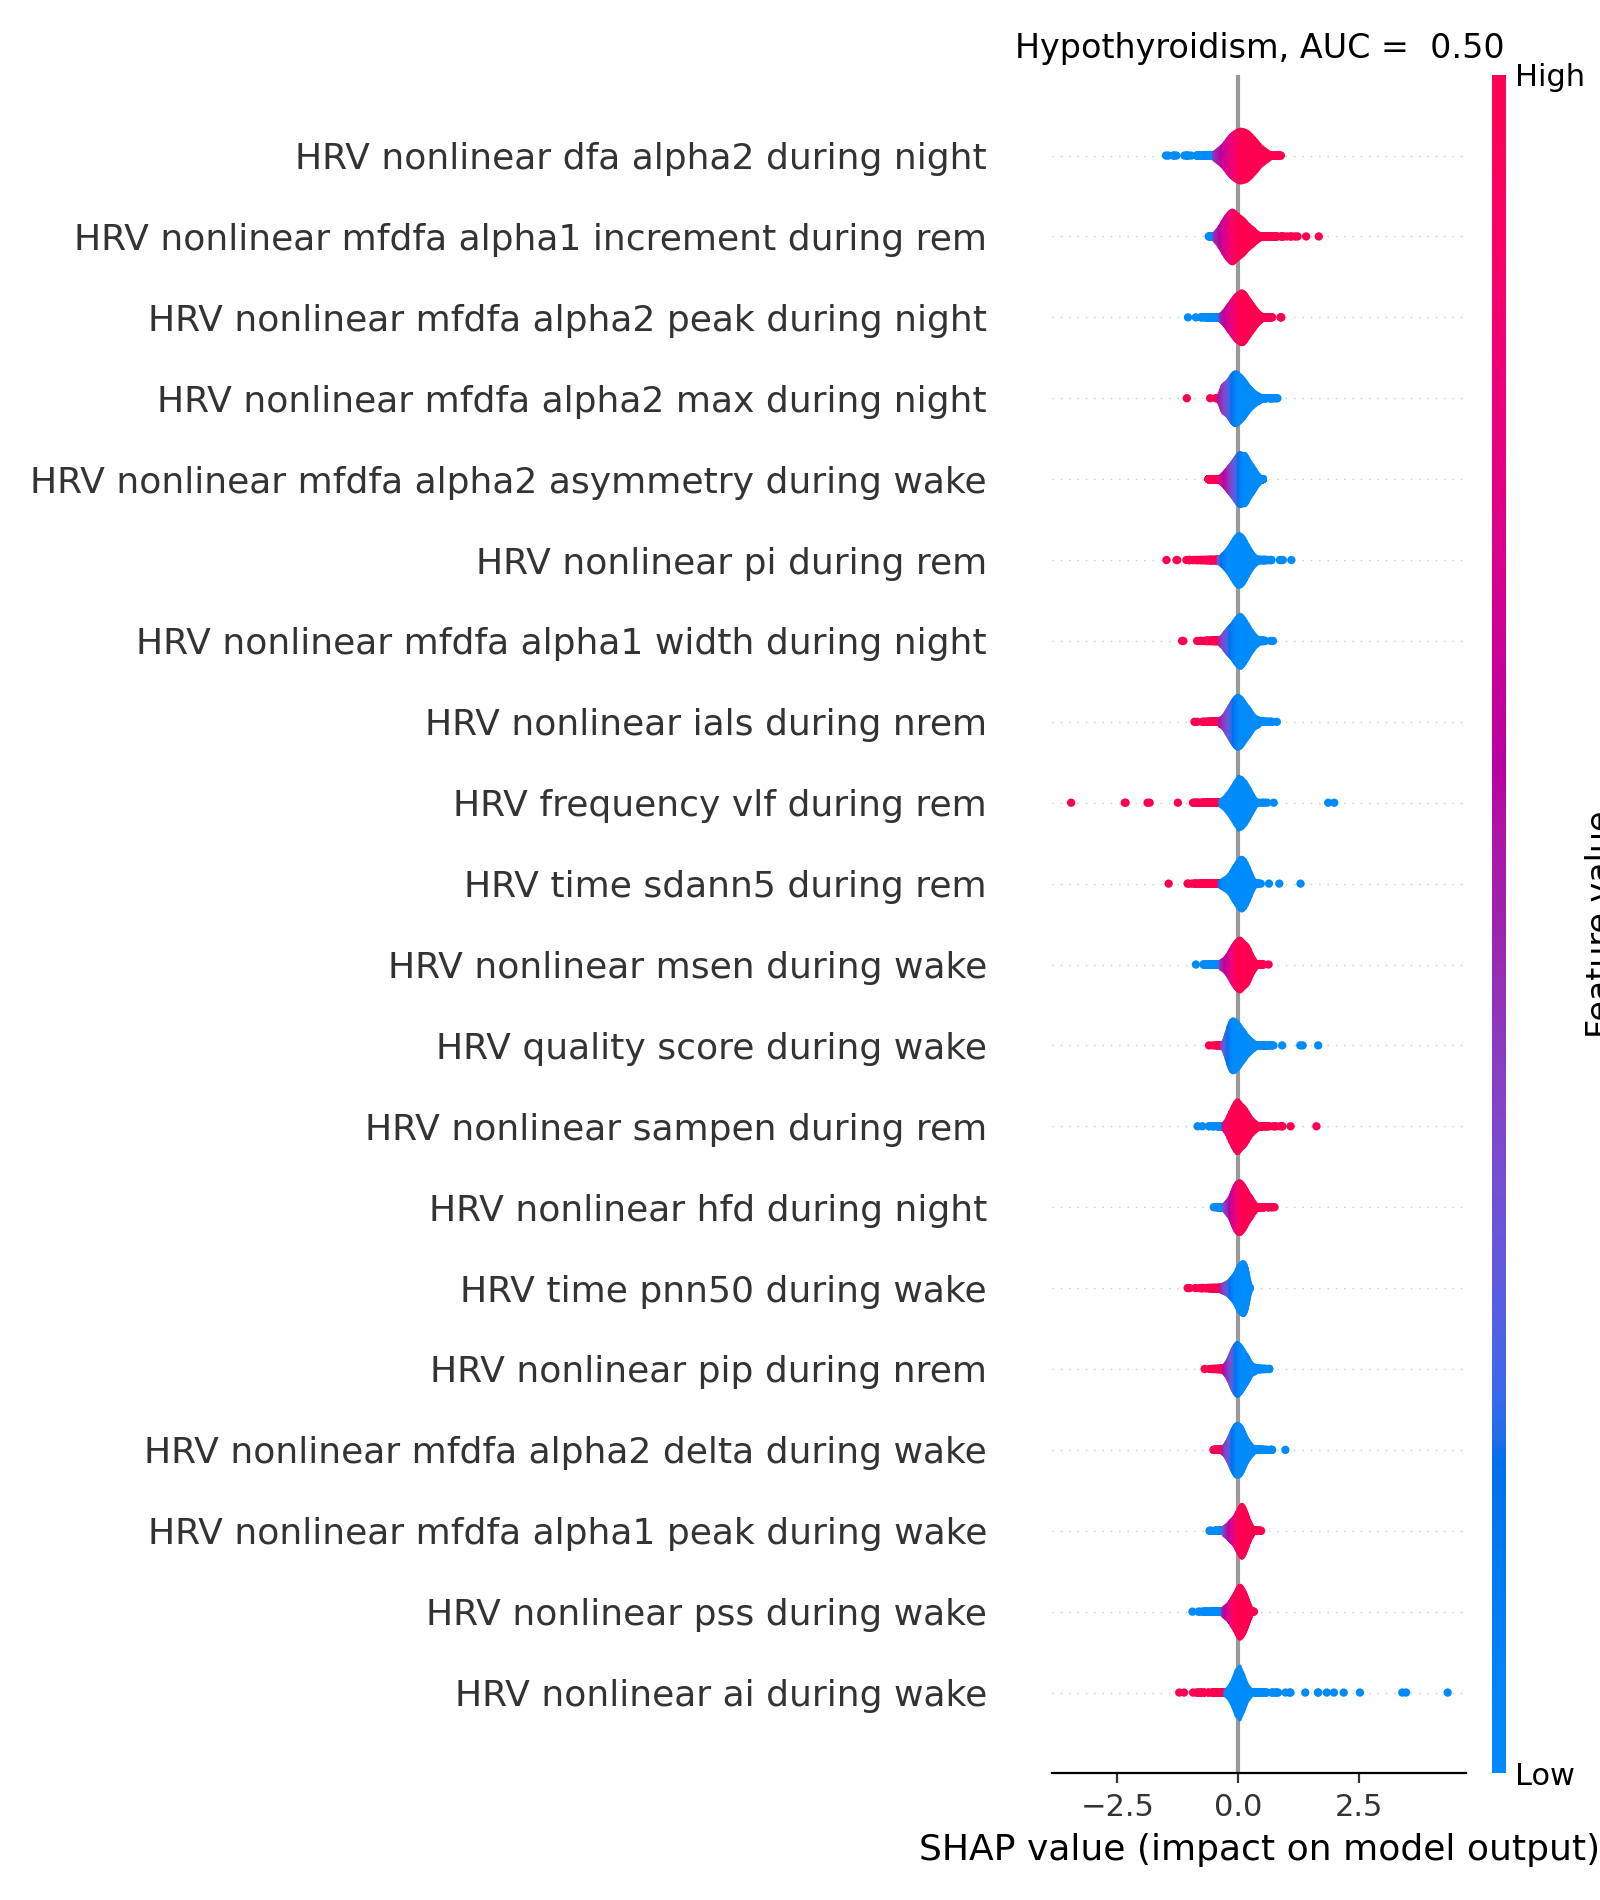 Hypothyroidism, AUC =  0.50
High
HRV nonlinear dfa alpha2 during night
HRV nonlinear mfdfa alpha1 increment during rem
HRV nonlinear mfdfa alpha2 peak during night
HRV nonlinear mfdfa alpha2 max during night
HRV nonlinear mfdfa alpha2 asymmetry during wake
HRV nonlinear pi during rem
HRV nonlinear mfdfa alpha1 width during night
HRV nonlinear ials during nrem
HRV frequency vlf during rem
HRV time sdann5 during rem
HRV nonlinear msen during wake
HRV quality score during wake
HRV nonlinear sampen during rem
HRV nonlinear hfd during night
HRV time pnn50 during wake
HRV nonlinear pip during nrem
HRV nonlinear mfdfa alpha2 delta during wake
HRV nonlinear mfdfa alpha1 peak during wake
HRV nonlinear pss during wake
HRV nonlinear ai during wake
Feature value
Low
−2.5 0.0 2.5
SHAP value (impact on model output)